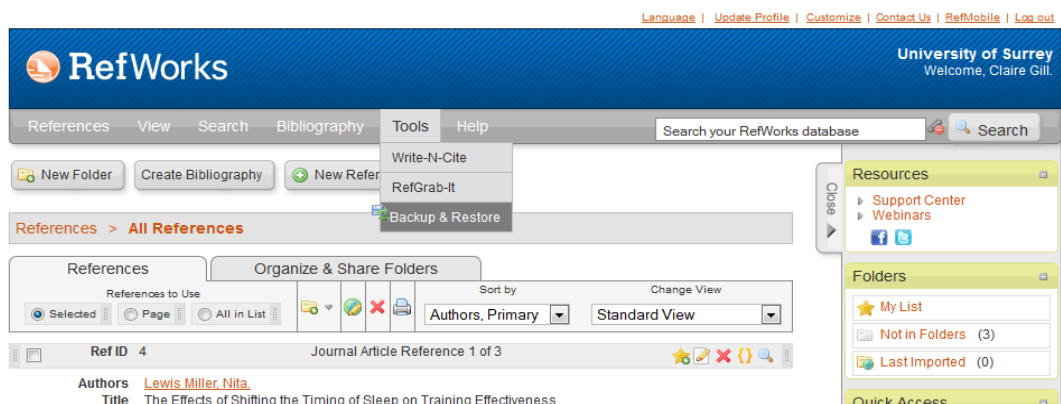 Language | Update Profile | Customize | Contact Us | RefMobile | Log out
RefWorks
University of Surrey
Welcome, Claire Gill.
References View Search Bibliography Tools Help
Search your RefWorks database
Search
Write-N-Cite
RefGrab-It
Backup & Restore
New Folder
Create Bibliography
New Refer
References > All References
Close
References
Organize & Share Folders
References to Use
Selected
Page
All in List
Sort by
Authors, Primary
Change View
Standard View
Ref ID 4
Journal Article Reference 1 of 3
Authors Lewis Miller, Nita.
Title The Effects of Shifting the Timing of Sleep on Training Effectiveness
Resources
Support Center
Webinars
Folders
My List
Not in Folders (3)
Last Imported (0)
Quick Access